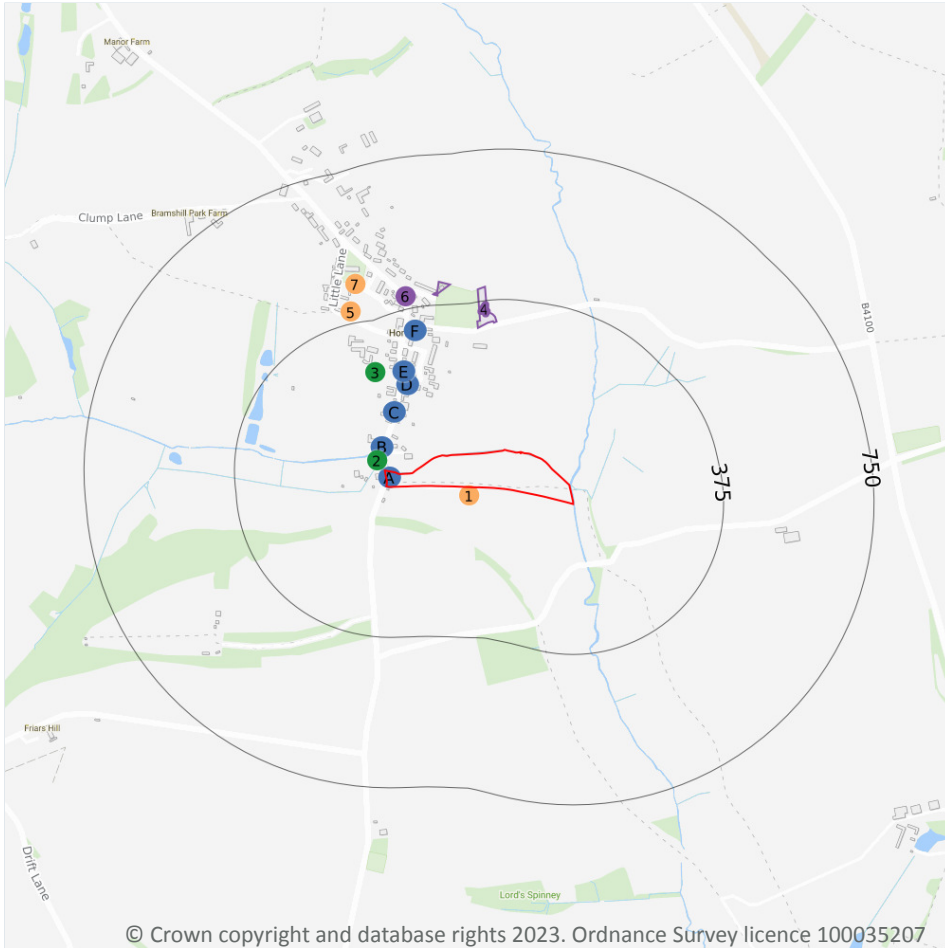 Manor Farm
Clump Lane
Bramshill Park Farm
Little Lane
7
6
5
4
F
3
E
D
C
B
2
A
1
375
750
B4100
Friars Hill
Drift Lane
Lord's Spinney
© Crown copyright and database rights 2023. Ordnance Survey licence 100035207